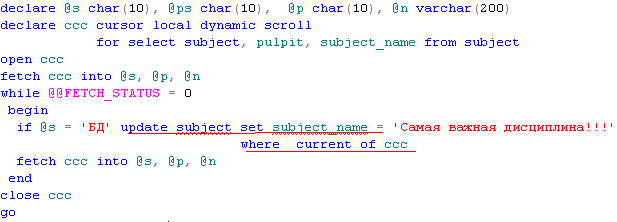 declare @s char(10), @ps char(10), @p char(10), @n varchar(200)
declare ccc cursor local dynamic scroll
for select subject, pulpit, subject_name from subject
open ccc
fetch ccc into @s, @p, @n
while @@FETCH_STATUS = 0
begin
if @s = 'БД' update subject set subject_name = 'Самая важная дисциплина!!!'
where current of ccc
fetch ccc into @s, @p, @n
end
close ccc
go